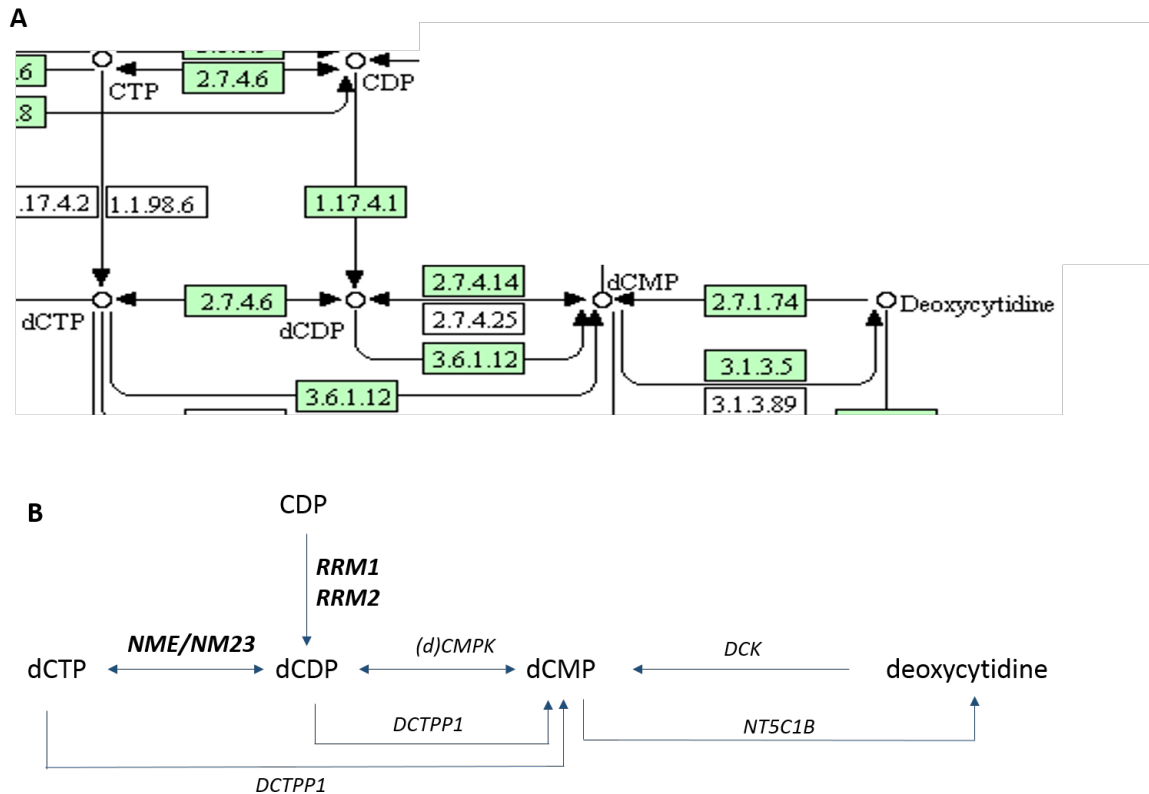 A
.6
2.7.4.6
CTP
CDP
.8
.17.4.2
1.1.98.6
1.17.4.1
2.7.4.14
dCMP
2.7.4.6
2.7.1.74
Deoxycytidine
dCTP
dCDP
2.7.4.25
3.6.1.12
3.1.3.5
3.6.1.12
3.1.3.89
B
CDP
RRM1
RRM2
NME/NM23
(d)CMPK
DCK
dCTP
dCDP
dCMP
deoxycytidine
DCTPP1
NT5C1B
DCTPP1